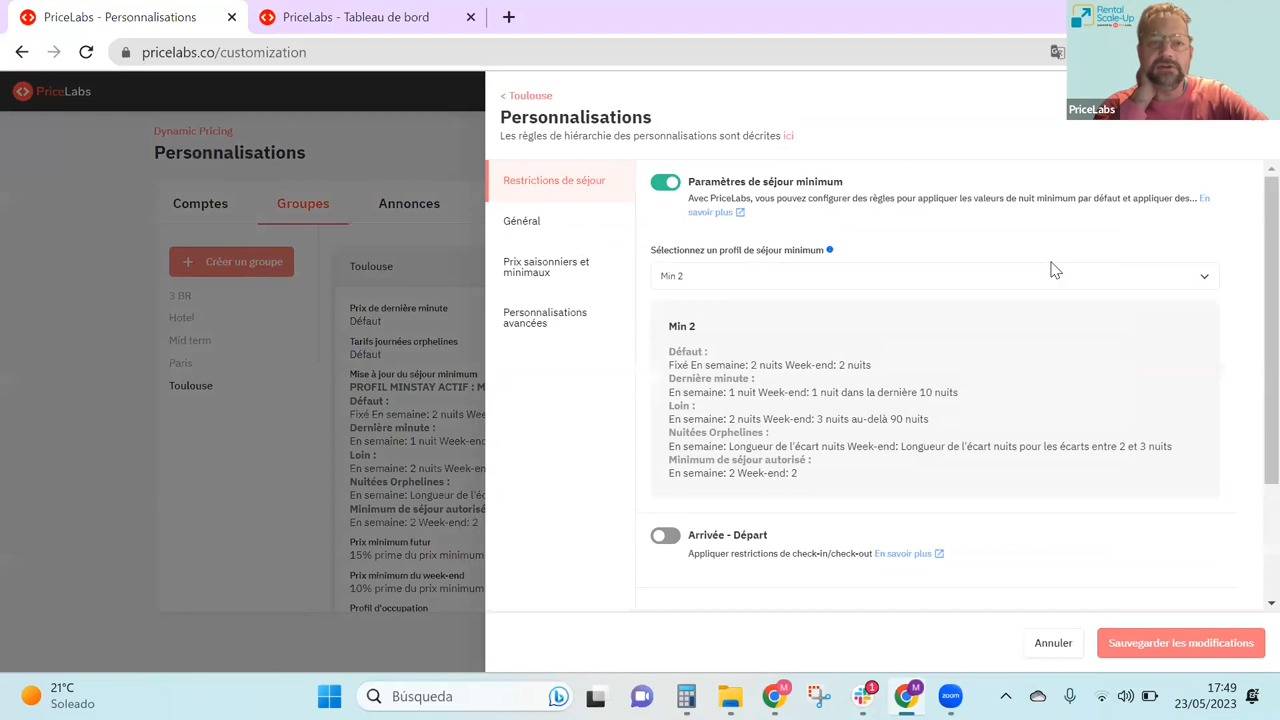 PriceLabs - Personnalisations
PriceLabs - Tableau de bord
pricelabs.co/customization
Rental
Scale-Up
PriceLabs
PriceLabs
Dynamic Pricing
Personnalisations
Comptes
Groupes
Annonces
Créer un groupe
3 BR
Hotel
Mid term
Paris
Toulouse
Toulouse
Prix de dernière minute
Défaut
Tarifs journées orphelines
Défaut
Mise à jour du séjour minimum
PROFIL MINSTAY ACTIF : M
Défaut :
Fixé En semaine: 2 nuits Week-
Dernière minute :
En semaine: 1 nuit Week-end: 1
Loin :
En semaine: 2 nuits Week-end:
Nuitées Orphelines :
En semaine: Longueur de l'éca
Minimum de séjour autorisé
En semaine: 2 Week-end: 2
Prix minimum futur
15% prime du prix minimum
Prix minimum du week-end
10% prime du prix minimum
Profil d'occupation
< Toulouse
Personnalisations
Les règles de hiérarchie des personnalisations sont décrites ici
Restrictions de séjour
Général
Prix saisonniers et
minimaux
Personnalisations
avancées
Paramètres de séjour minimum
Avec PriceLabs, vous pouvez configurer des règles pour appliquer les valeurs de nuit minimum par défaut et appliquer des... En
savoir plus
Sélectionnez un profil de séjour minimum
Min 2
Min 2
Défaut :
Fixé En semaine: 2 nuits Week-end: 2 nuits
Dernière minute :
En semaine: 1 nuit Week-end: 1 nuit dans la dernière 10 nuits
Loin :
En semaine: 2 nuits Week-end: 3 nuits au-delà 90 nuits
Nuitées Orphelines :
En semaine: Longueur de l'écart nuits Week-end: Longueur de l'écart nuits pour les écarts entre 2 et 3 nuits
Minimum de séjour autorisé :
En semaine: 2 Week-end: 2
Arrivée - Départ
Appliquer restrictions de check-in/check-out En savoir plus
Annuler
Sauvegarder les modifications
21°C
Soleado
Búsqueda
M
1
M
zoom
17:49
23/05/2023